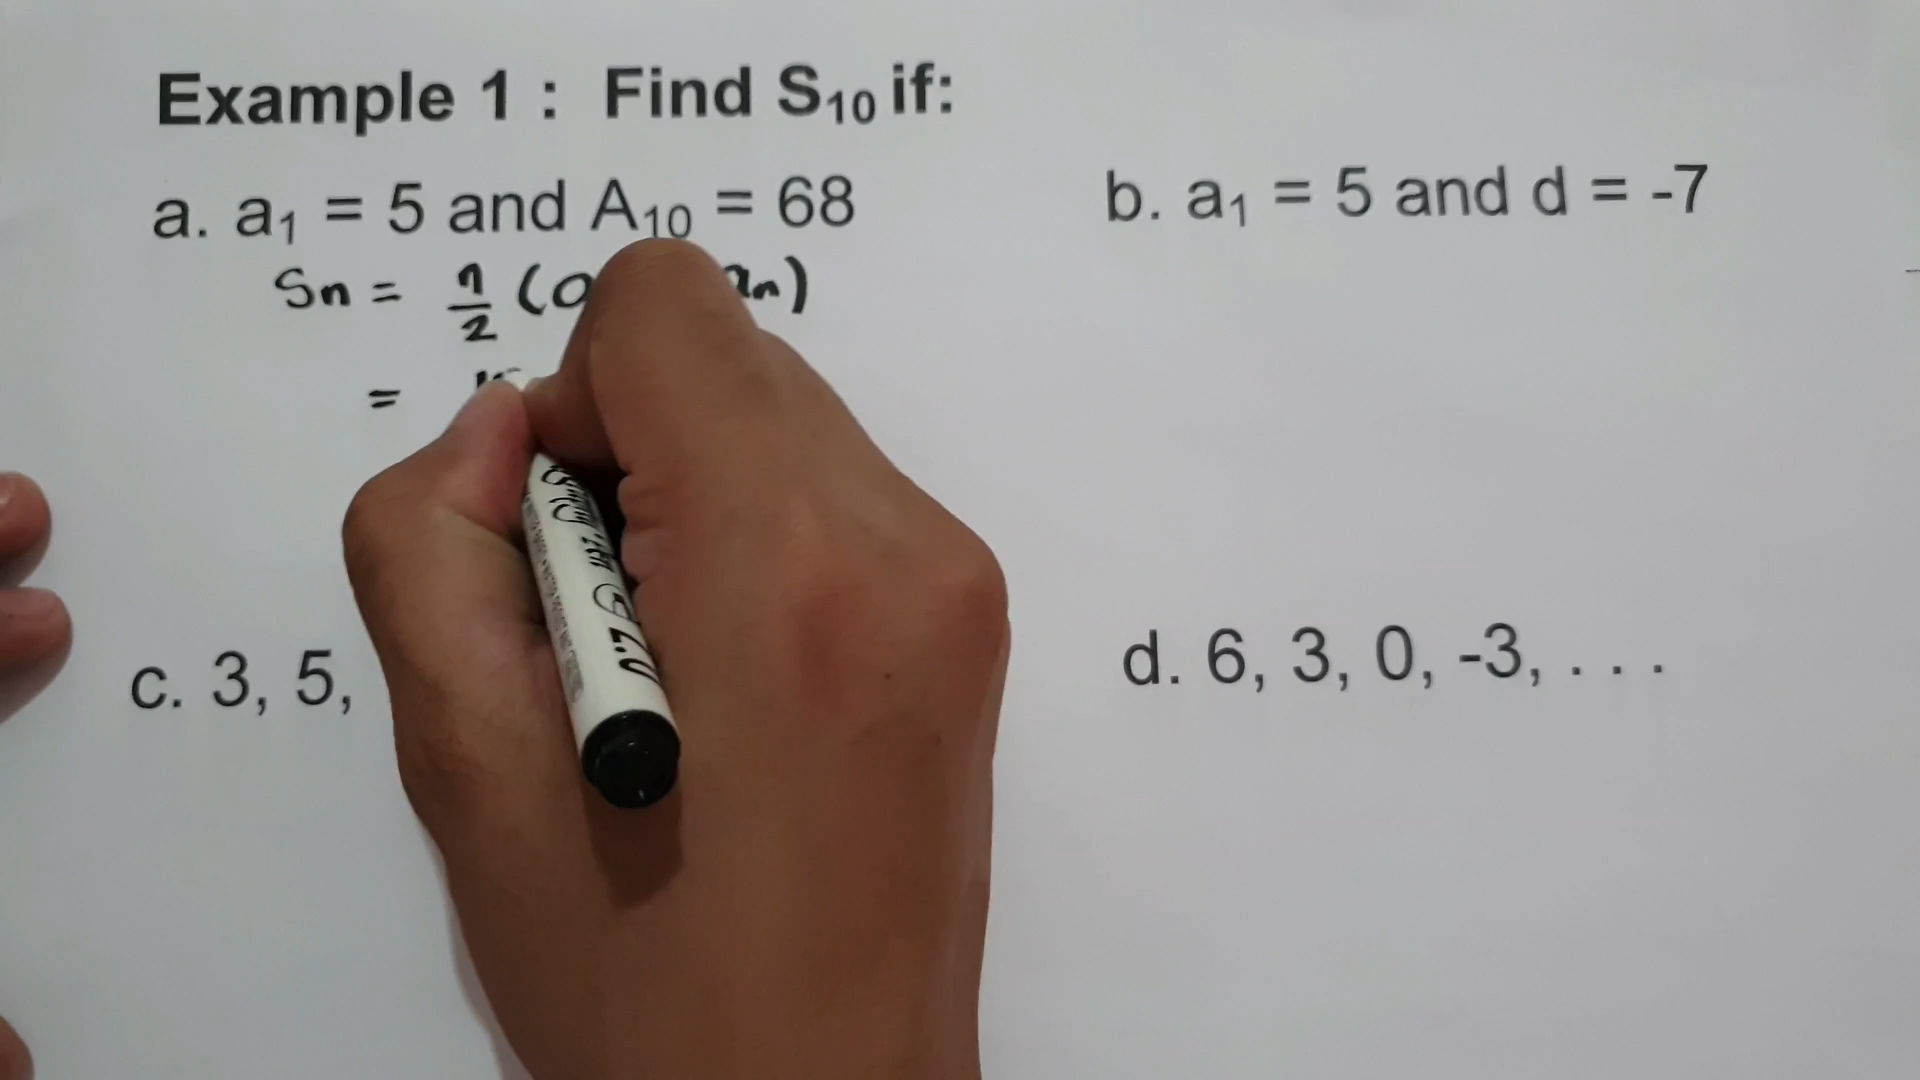 Example 1 : Find S₁₀ if:
a. a₁ = 5 and A₁₀ = 68
b. a₁ = 5 and d = -7
Sn = n/2 (a an)
=
c. 3, 5,
d. 6, 3, 0, -3, . . .